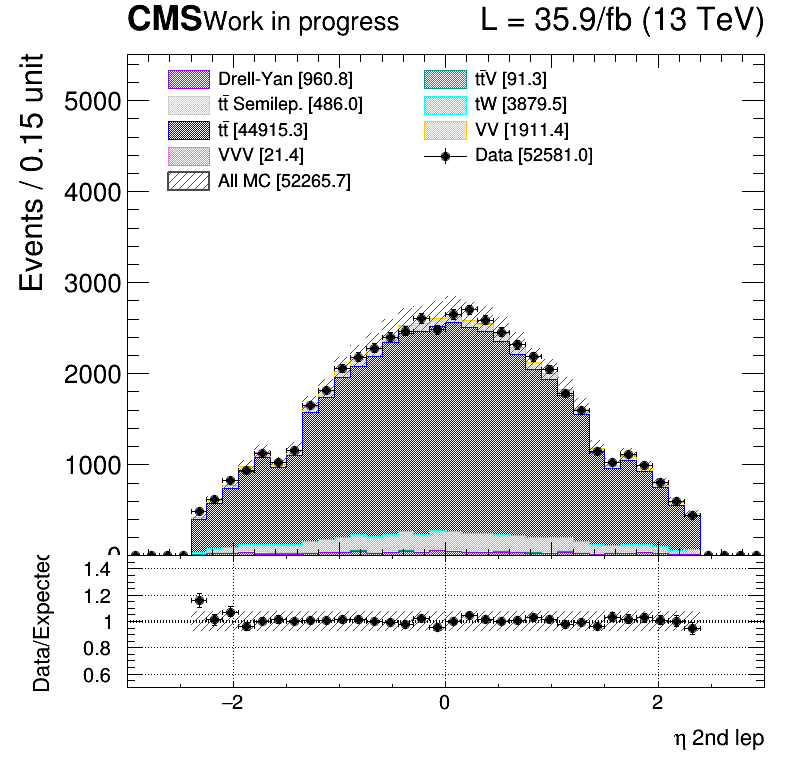 CMS Work in progress L = 35.9/fb (13 TeV)
Events / 0.15 unit
Drell-Yan [960.8] tt̄V [91.3]
tt̄ Semilep. [486.0] tW [3879.5]
tt̄ [44915.3] VV [1911.4]
VVV [21.4] Data [52581.0]
All MC [52265.7]
5000
4000
3000
2000
1000
0
Data/Expected
1.4
1.2
1
0.8
0.6
−2 0 2
η 2nd lep